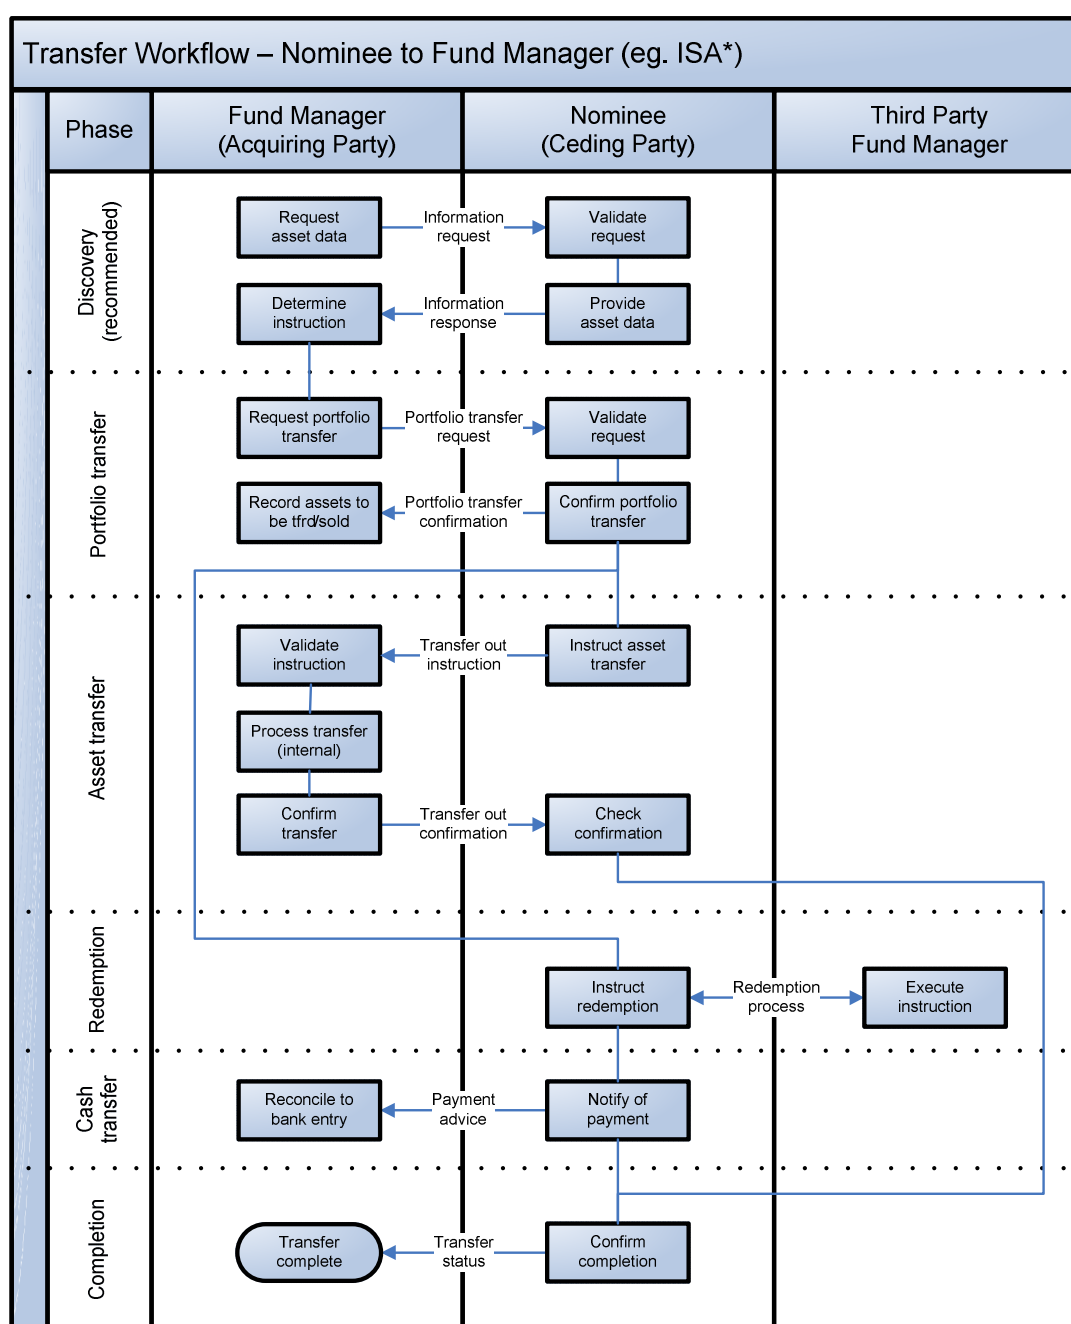 Transfer Workflow – Nominee to Fund Manager (eg. ISA*)
Phase
Fund Manager
(Acquiring Party)
Nominee
(Ceding Party)
Third Party
Fund Manager
Discovery
(recommended)
Request
asset data
Information
request
Validate
request
Determine
instruction
Information
response
Provide
asset data
Portfolio transfer
Request portfolio
transfer
Portfolio transfer
request
Validate
request
Record assets to
be tfrd/sold
Portfolio transfer
confirmation
Confirm portfolio
transfer
Asset transfer
Validate
instruction
Transfer out
instruction
Instruct asset
transfer
Process transfer
(internal)
Confirm
transfer
Transfer out
confirmation
Check
confirmation
Redemption
Instruct
redemption
Redemption
process
Execute
instruction
Cash
transfer
Reconcile to
bank entry
Payment
advice
Notify of
payment
Completion
Transfer
complete
Transfer
status
Confirm
completion